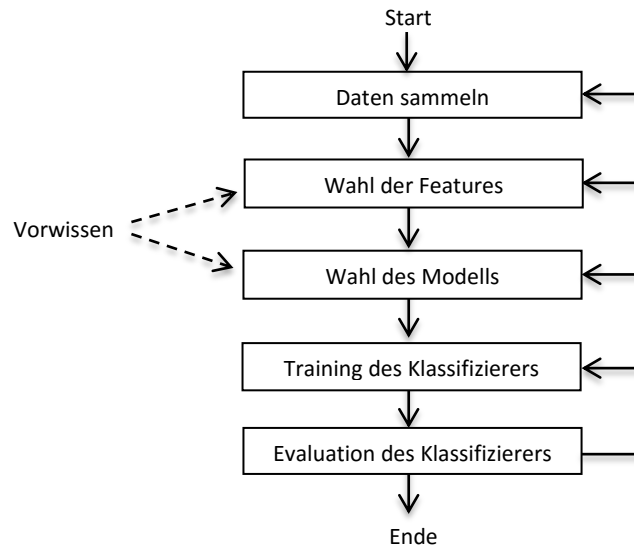 Start
Daten sammeln
Wahl der Features
Vorwissen
Wahl des Modells
Training des Klassifizierers
Evaluation des Klassifizierers
Ende